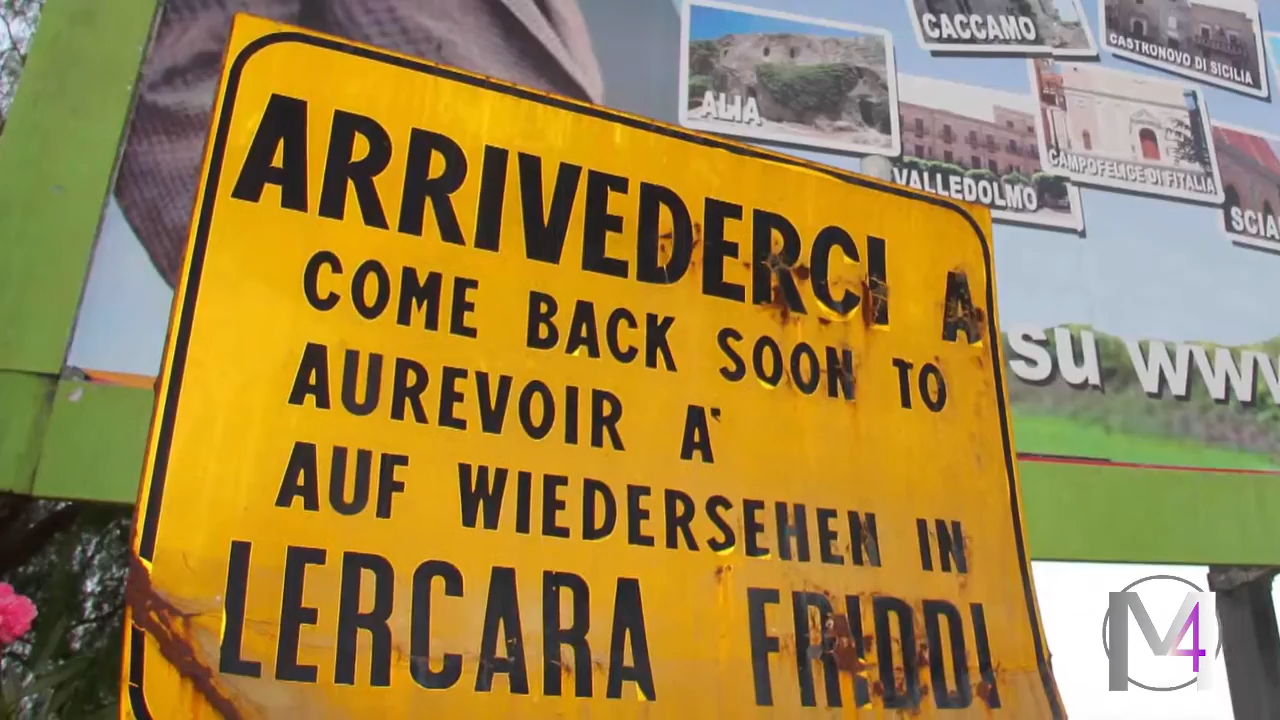 CACCAMO
CASTRONOVO DI SICILIA
ALIA
VALLEDOLMO
CAMPOFELICE DI FITALIA
SCIA
su www
ARRIVEDERCI A
COME BACK SOON TO
AUREVOIR A'
AUF WIEDERSEHEN IN
LERCARA FRIDDI
M4